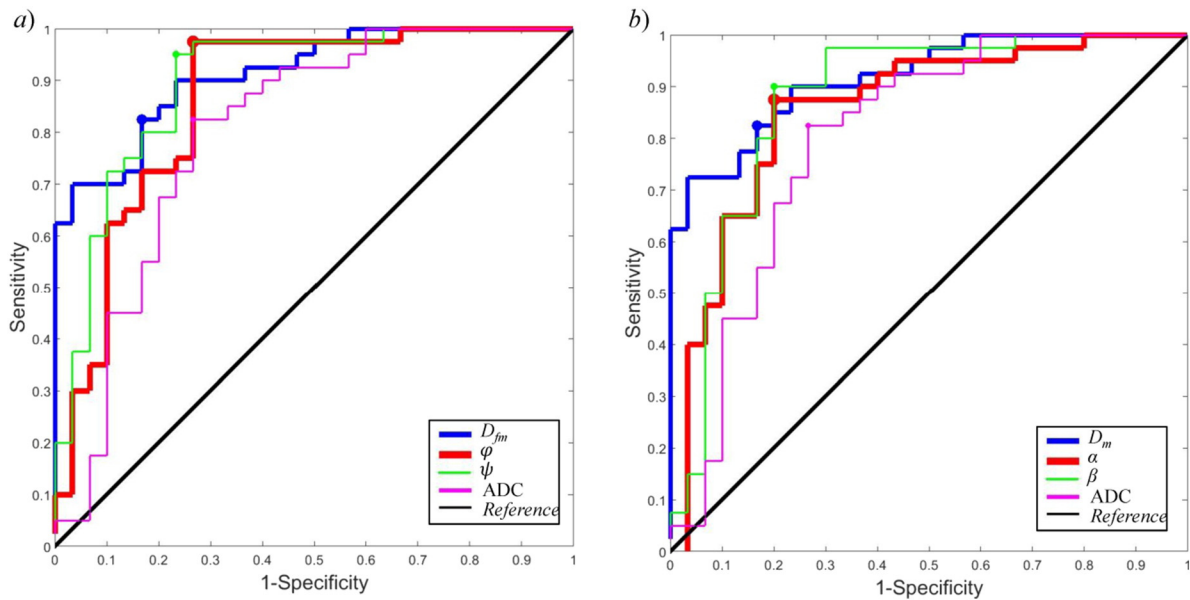 a)
1
0.9
0.8
0.7
0.6
0.5
0.4
0.3
0.2
0.1
0
Sensitivity
D_fm
φ
ψ
ADC
Reference
0 0.1 0.2 0.3 0.4 0.5 0.6 0.7 0.8 0.9 1
1-Specificity
b)
1
0.9
0.8
0.7
0.6
0.5
0.4
0.3
0.2
0.1
0
Sensitivity
D_m
α
β
ADC
Reference
0 0.1 0.2 0.3 0.4 0.5 0.6 0.7 0.8 0.9 1
1-Specificity